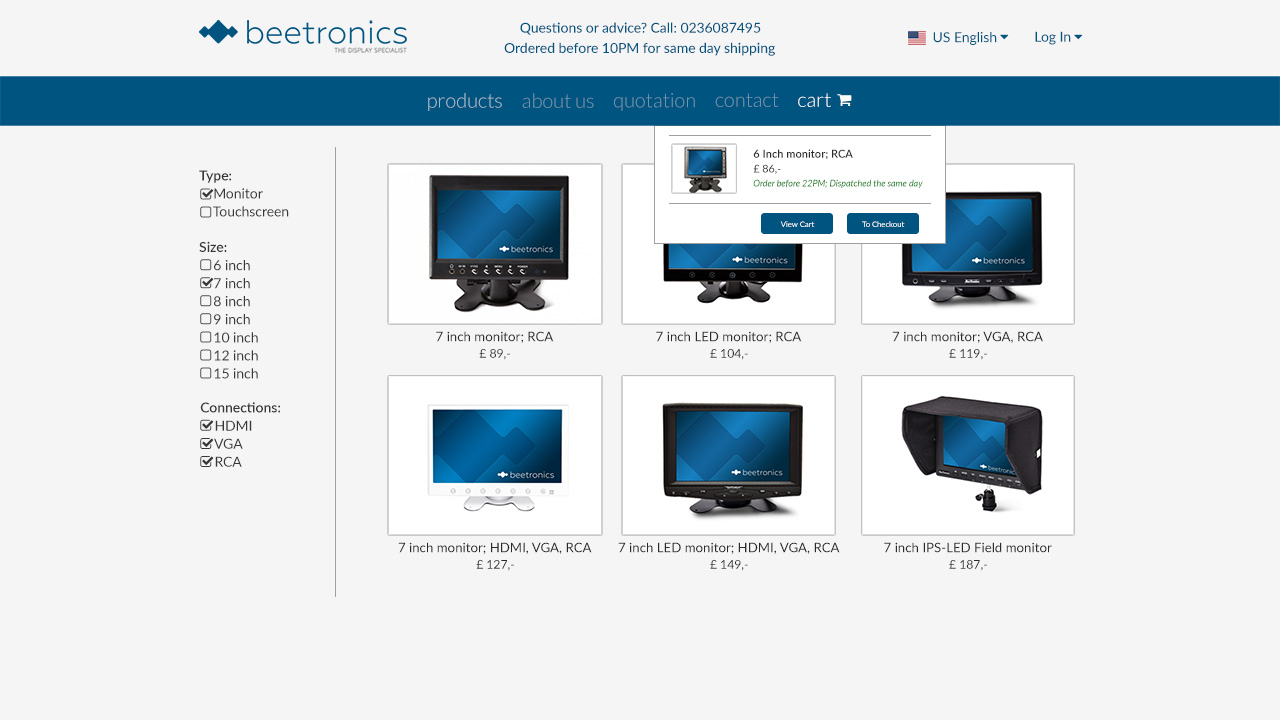 beetronics
THE DISPLAY SPECIALIST
Questions or advice? Call: 0236087495
Ordered before 10PM for same day shipping
US English
Log In
products about us quotation contact cart
6 Inch monitor; RCA
£ 86,-
Order before 22PM; Dispatched the same day
View Cart
To Checkout
Type:
Monitor
Touchscreen
Size:
6 inch
7 inch
8 inch
9 inch
10 inch
12 inch
15 inch
Connections:
HDMI
VGA
RCA
beetronics
beetronics
beetronics
7 inch monitor; RCA
£ 89,-
7 inch LED monitor; RCA
£ 104,-
7 inch monitor; VGA, RCA
£ 119,-
beetronics
beetronics
beetronics
7 inch monitor; HDMI, VGA, RCA
£ 127,-
7 inch LED monitor; HDMI, VGA, RCA
£ 149,-
7 inch IPS-LED Field monitor
£ 187,-